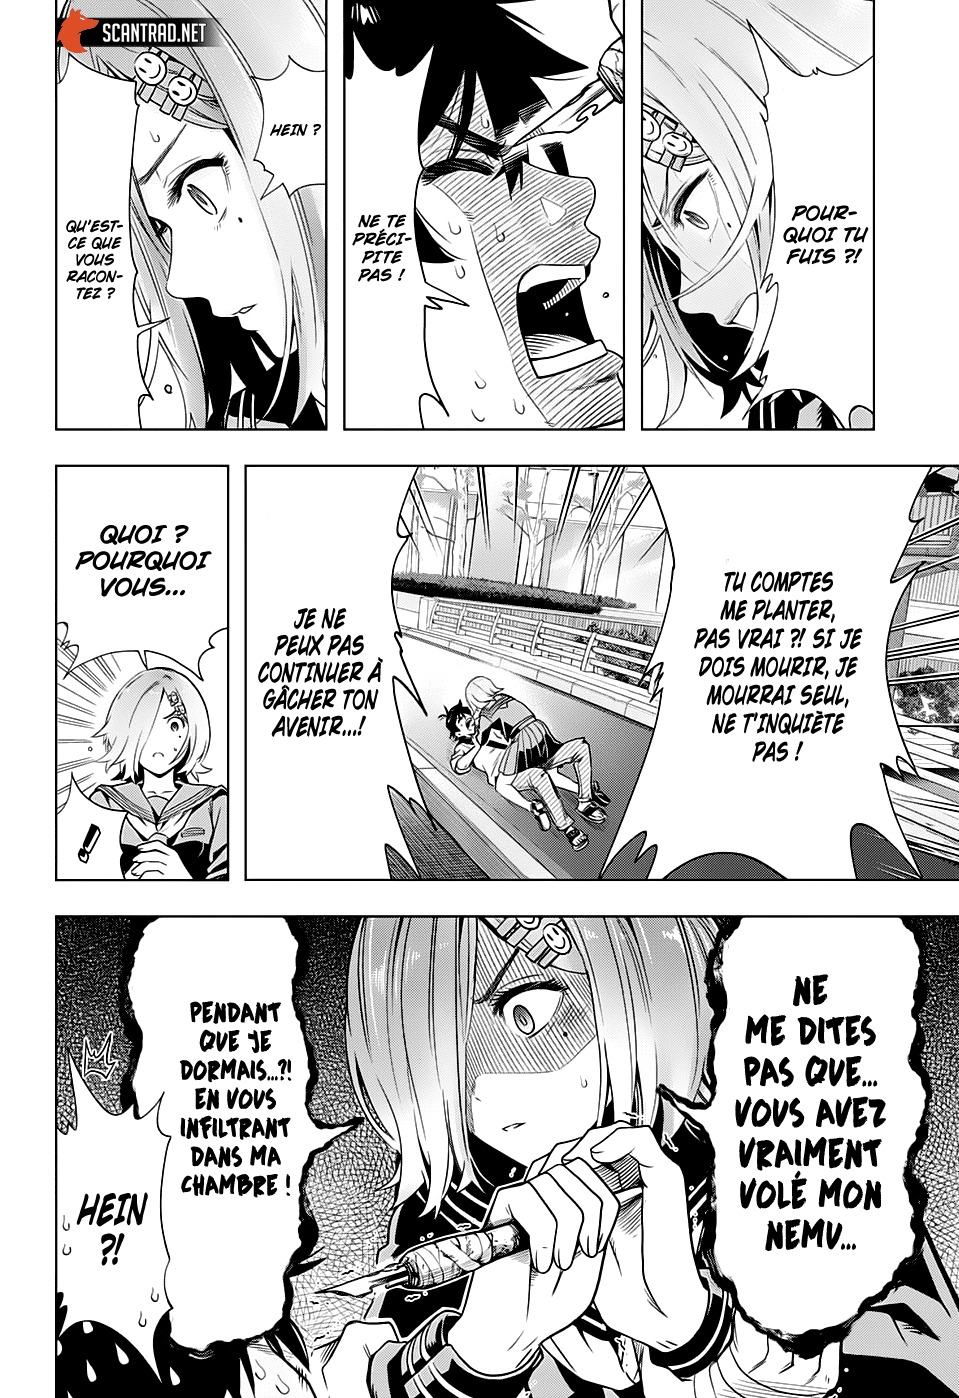 SCANTRAD.NET
POUR-
QUOI TU
FUIS ?!
NE TE
PRÉCI-
PITE
PAS !
HEIN ?
QU'EST-
CE QUE
VOUS
RACON-
TEZ ?
TU COMPTES
ME PLANTER,
PAS VRAI ?! SI JE
DOIS MOURIR, JE
MOURRAI SEUL,
NE T'INQUIÈTE
PAS !
JE NE
PEUX PAS
CONTINUER À
GÂCHER TON
AVENIR...!
QUOI ?
POURQUOI
VOUS...
!
NE
ME DITES
PAS QUE...
VOUS AVEZ
VRAIMENT
VOLÉ MON
NEMU...
PENDANT
QUE JE
DORMAIS...?!
EN VOUS
INFILTRANT
DANS MA
CHAMBRE !
HEIN
?!